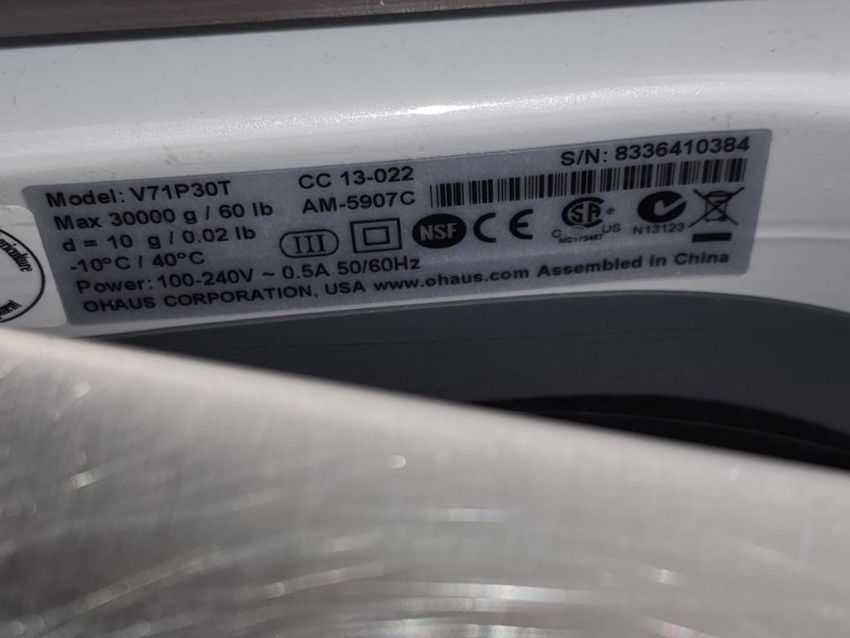 Model: V71P30T
CC 13-022
S/N: 8336410384
Max 30000 g / 60 lb
AM-5907C
d = 10 g / 0.02 lb
III
NSF
CE
SA
C US
N13123
-10°C / 40°C
Power: 100-240V ~ 0.5A 50/60Hz
OHAUS CORPORATION, USA www.ohaus.com Assembled in China